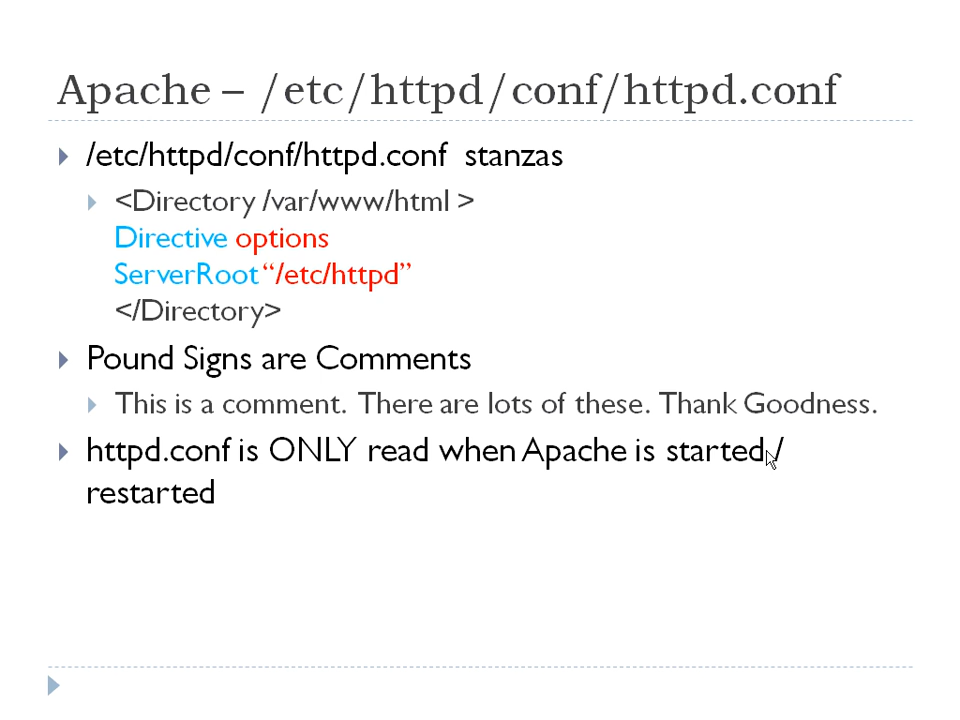 Apache – /etc/httpd/conf/httpd.conf
/etc/httpd/conf/httpd.conf stanzas
<Directory /var/www/html >
Directive options
ServerRoot “/etc/httpd”
</Directory>
Pound Signs are Comments
This is a comment. There are lots of these. Thank Goodness.
httpd.conf is ONLY read when Apache is started /
restarted